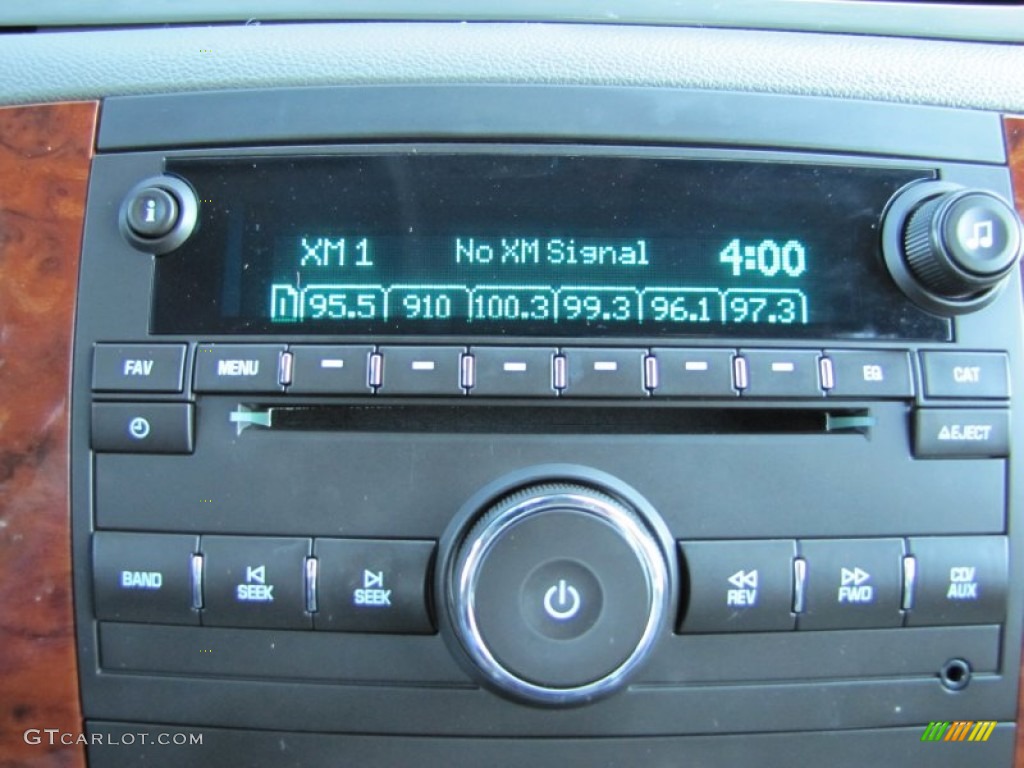 i
XM 1 No XM Signal 4:00
1 95.5 910 100.3 99.3 96.1 97.3
FAV MENU EQ CAT
EJECT
BAND SEEK SEEK REV FWD CD/
AUX
GTCARLOT.COM